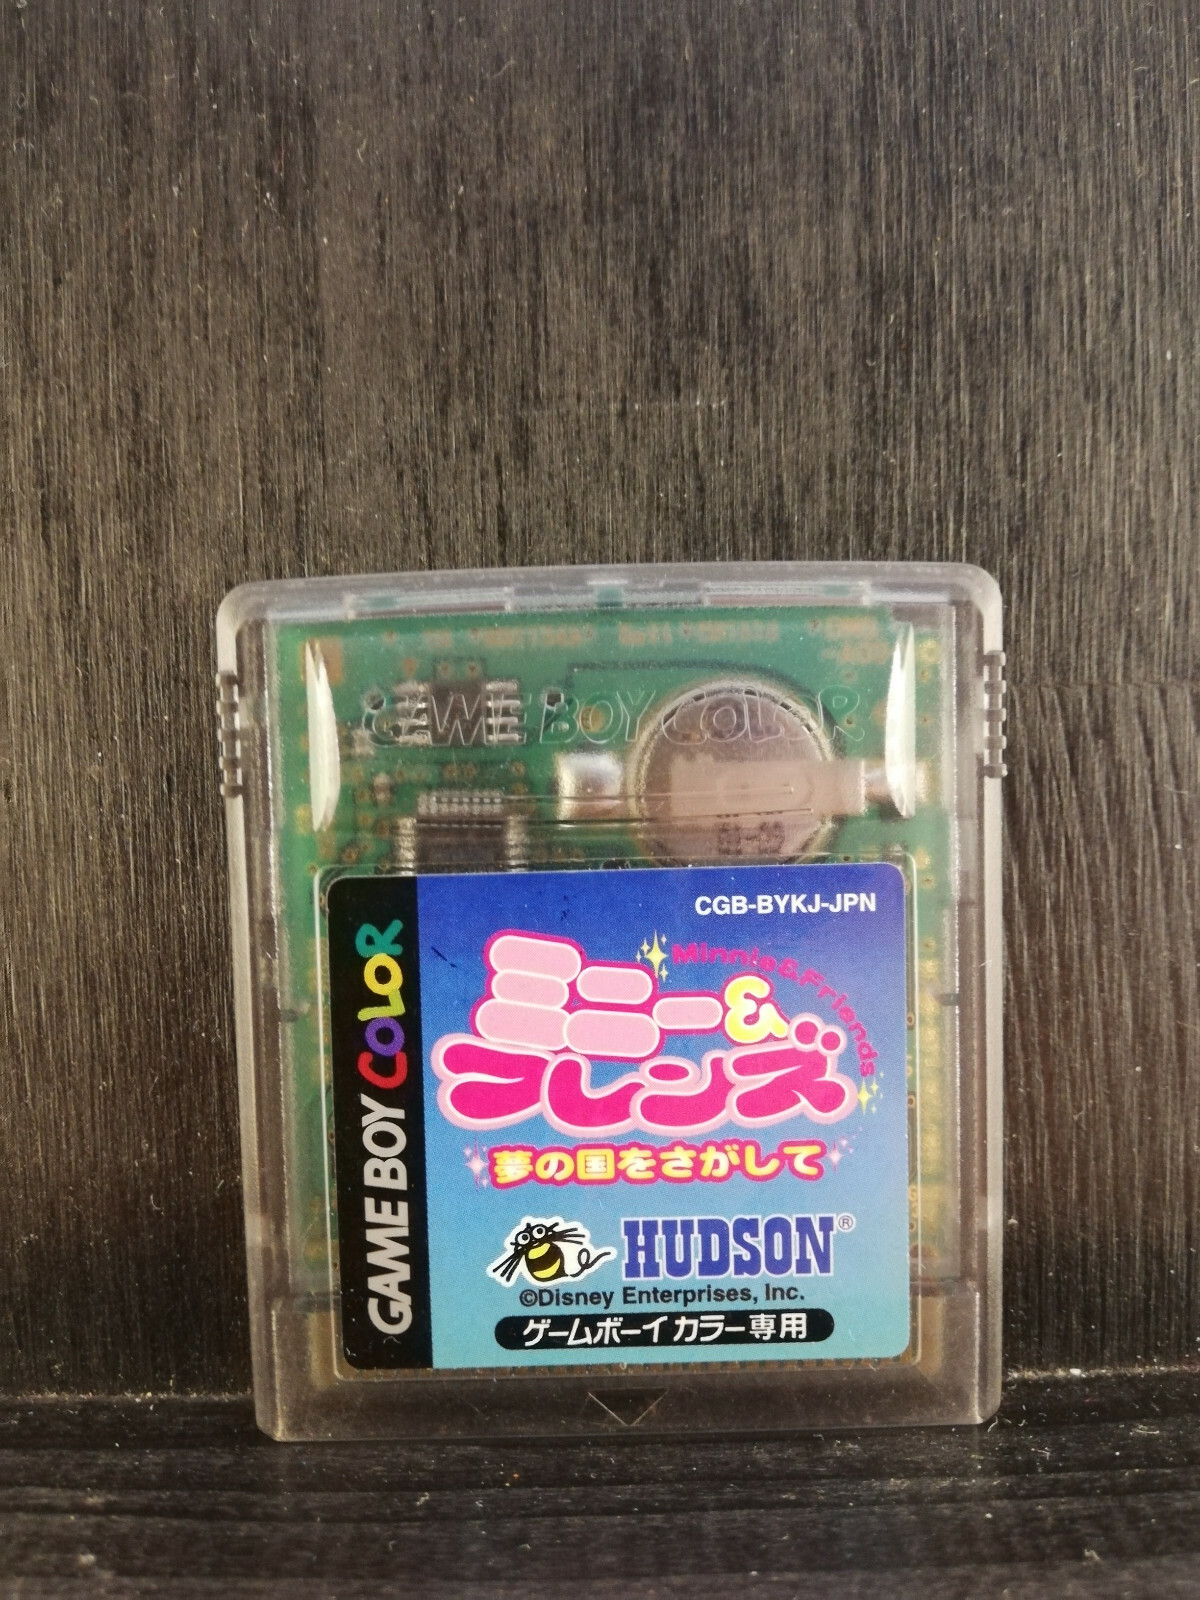 GAME BOY COLOR
GAME BOY COLOR
CGB-BYKJ-JPN
Minnie&Friends
ミニー&
フレンズ
夢の国をさがして
HUDSON®
©Disney Enterprises, Inc.
ゲームボーイカラー専用